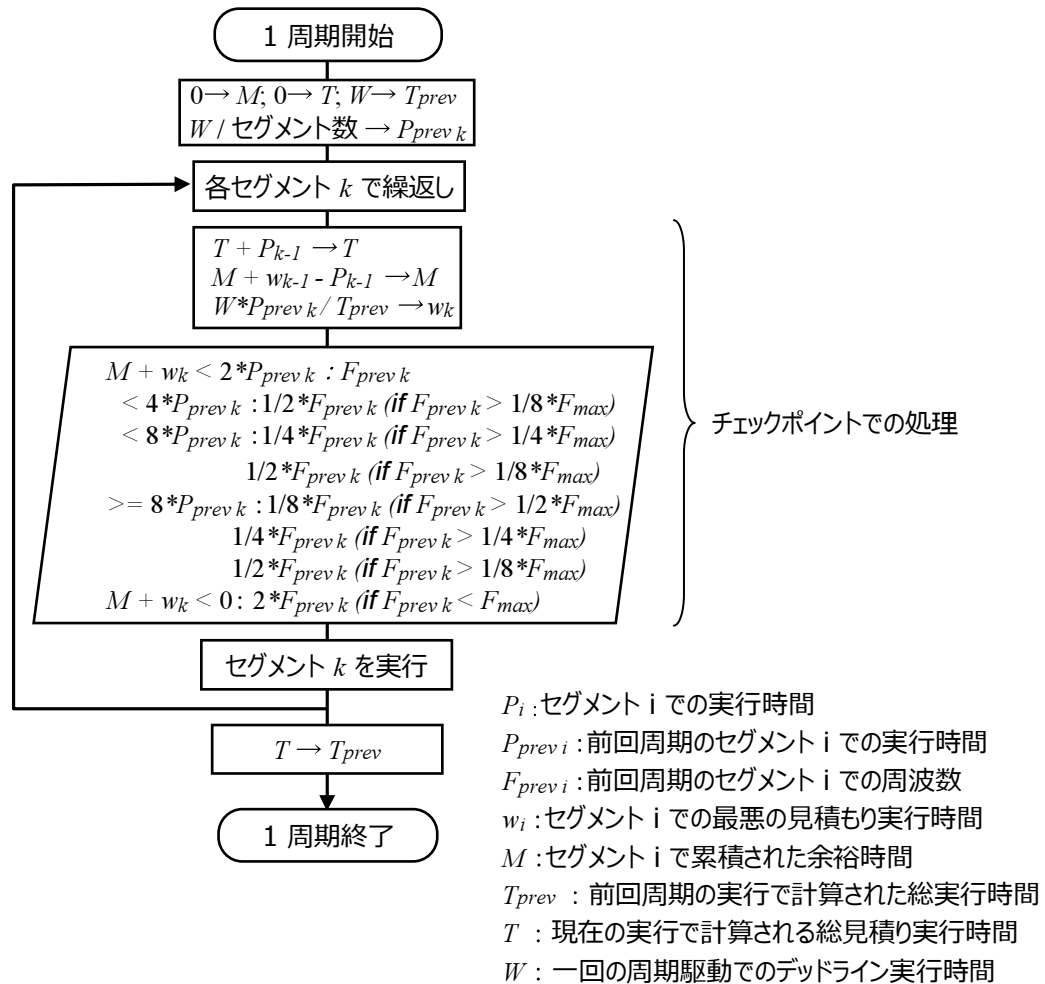 1 周期開始
0→ M; 0→ T; W→ Tprev
W / セグメント数 → Pprev k
各セグメント k で繰返し
T + Pk-1 → T
M + wk-1 - Pk-1 → M
W*Pprev k / Tprev → wk
M + wk < 2*Pprev k : Fprev k
< 4*Pprev k : 1/2*Fprev k (if Fprev k > 1/8*Fmax)
< 8*Pprev k : 1/4*Fprev k (if Fprev k > 1/4*Fmax)
1/2*Fprev k (if Fprev k > 1/8*Fmax)
>= 8*Pprev k : 1/8*Fprev k (if Fprev k > 1/2*Fmax)
1/4*Fprev k (if Fprev k > 1/4*Fmax)
1/2*Fprev k (if Fprev k > 1/8*Fmax)
M + wk < 0: 2*Fprev k (if Fprev k < Fmax)
チェックポイントでの処理
セグメント k を実行
T → Tprev
1 周期終了
Pi : セグメント i での実行時間
Pprev i : 前回周期のセグメント i での実行時間
Fprev i : 前回周期のセグメント i での周波数
wi : セグメント i での最悪の見積もり実行時間
M : セグメント i で累積された余裕時間
Tprev : 前回周期の実行で計算された総実行時間
T : 現在の実行で計算される総見積り実行時間
W : 一回の周期駆動でのデッドライン実行時間